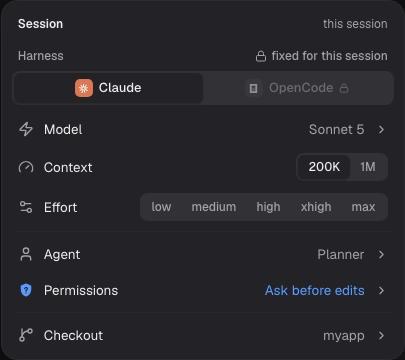 Session this session
Harness fixed for this session
Claude OpenCode
Model Sonnet 5
Context 200K 1M
Effort low medium high xhigh max
Agent Planner
Permissions Ask before edits
Checkout myapp